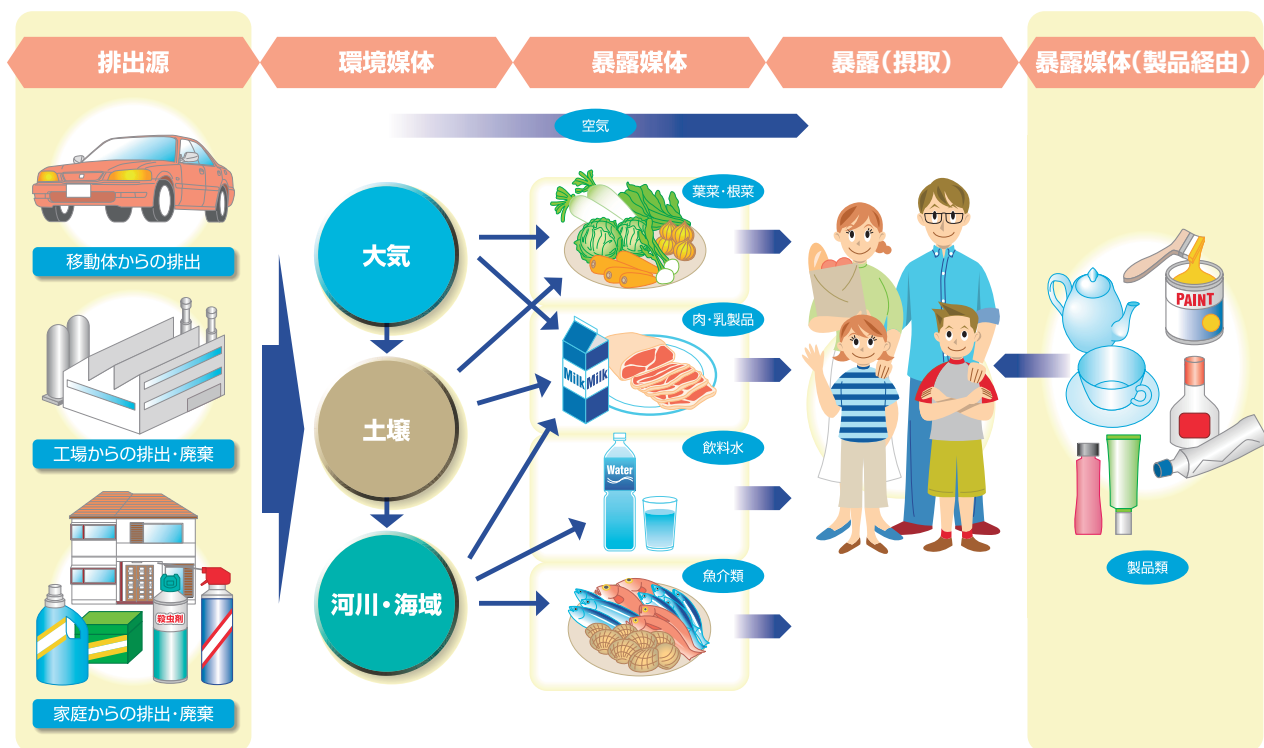 排出源
環境媒体
暴露媒体
暴露(摂取)
暴露媒体(製品経由)
空気
移動体からの排出
工場からの排出・廃棄
殺虫剤
家庭からの排出・廃棄
大気
土壌
河川・海域
葉菜・根菜
肉・乳製品
Milk Milk
飲料水
Water
魚介類
PAINT
製品類